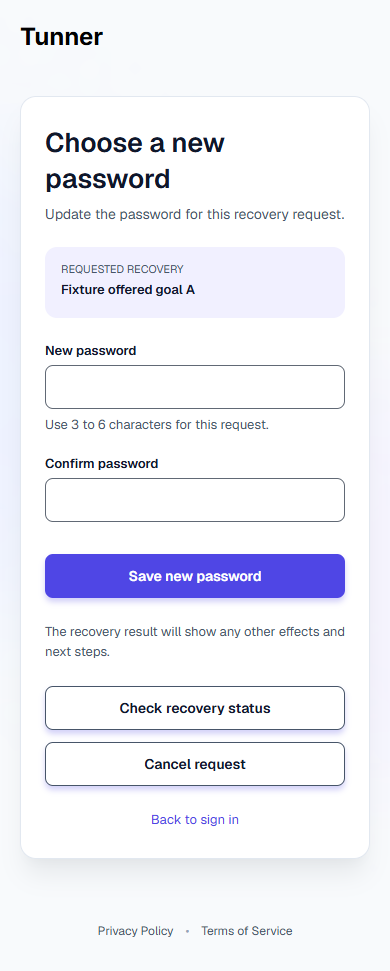 Tunner
Choose a new
password
Update the password for this recovery request.
REQUESTED RECOVERY
Fixture offered goal A
New password
Use 3 to 6 characters for this request.
Confirm password
Save new password
The recovery result will show any other effects and
next steps.
Check recovery status
Cancel request
Back to sign in
Privacy Policy • Terms of Service